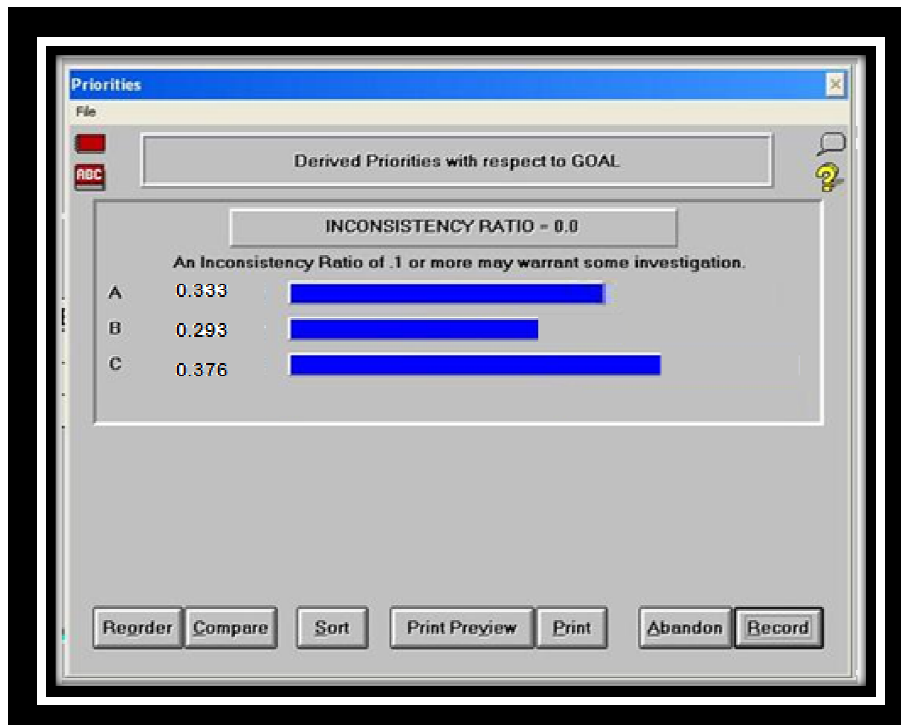 Priorities
File
Derived Priorities with respect to GOAL
ABC
INCONSISTENCY RATIO = 0.0
An Inconsistency Ratio of .1 or more may warrant some investigation.
A 0.333
B 0.293
C 0.376
Reorder Compare Sort Print Preview Print Abandon Record